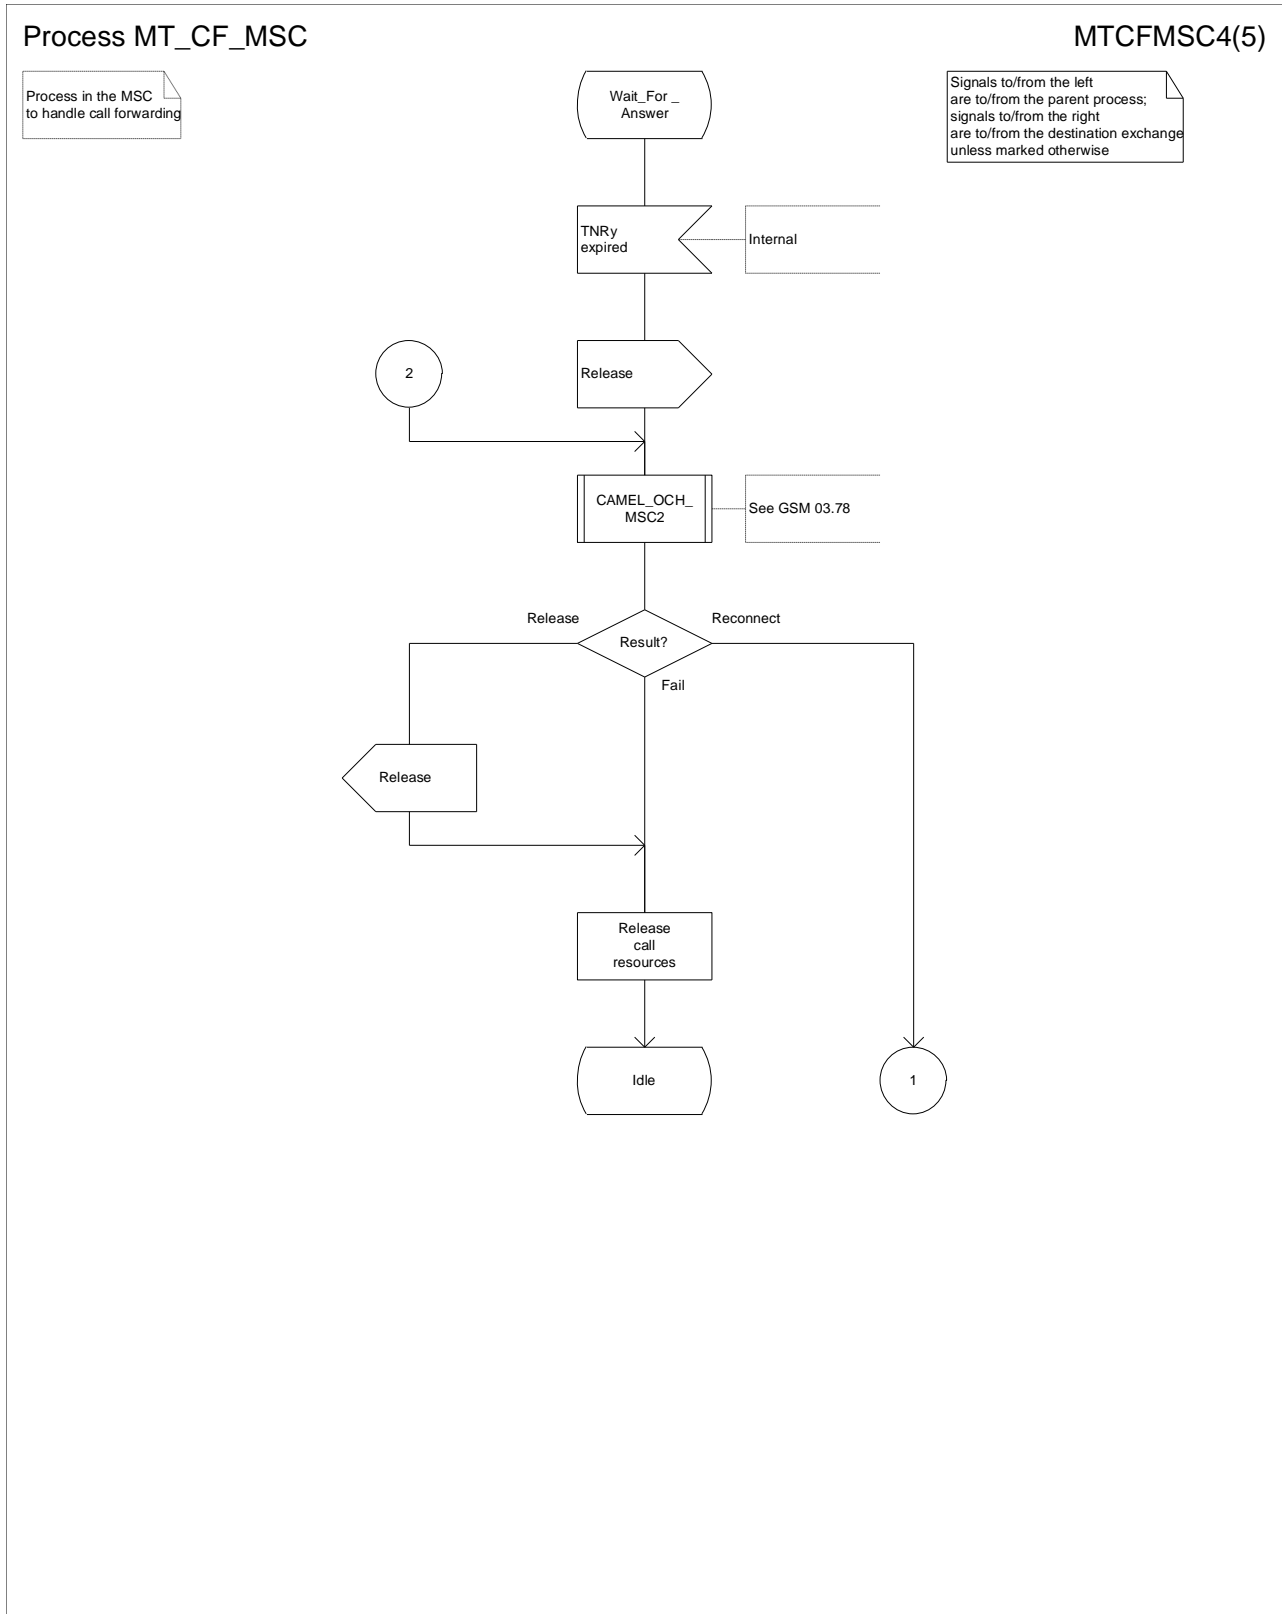 Process MT_CF_MSC
MTCFMSC4(5)
Process in the MSC
to handle call forwarding
Wait_For _
Answer
Signals to/from the left
are to/from the parent process;
signals to/from the right
are to/from the destination exchange
unless marked otherwise
TNRy
expired
Internal
2
Release
CAMEL_OCH_
MSC2
See GSM 03.78
Release
Reconnect
Result?
Fail
Release
Release
call
resources
Idle
1